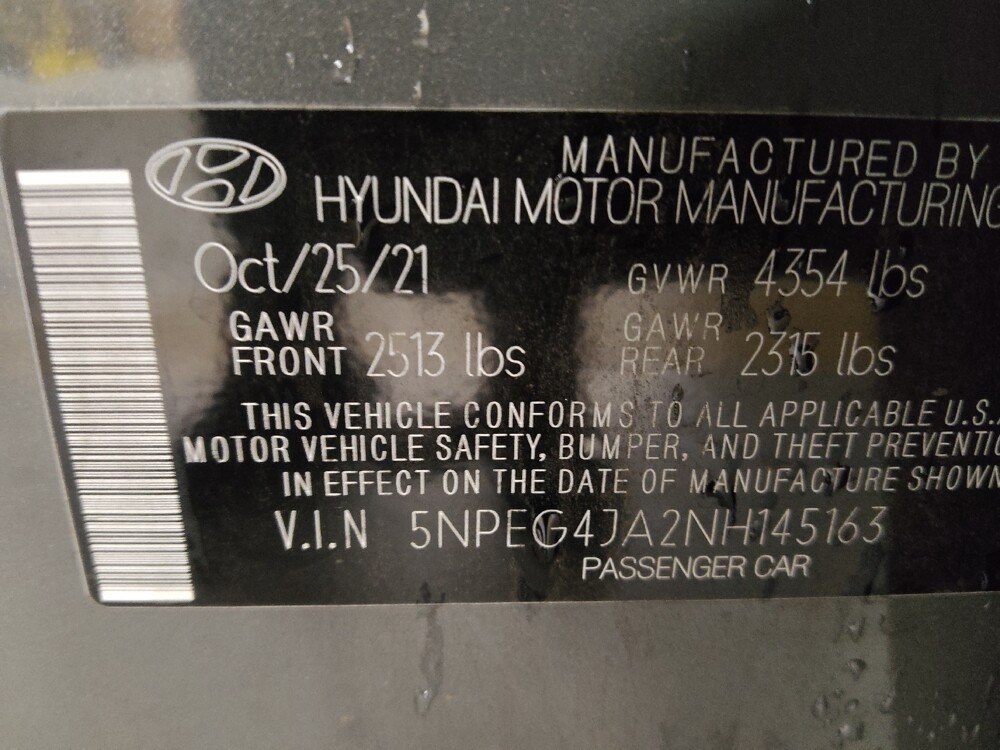 MANUFACTURED BY
HYUNDAI MOTOR MANUFACTURING
Oct/25/21 GVWR 4354 lbs
GAWR FRONT 2513 lbs GAWR REAR 2315 lbs
THIS VEHICLE CONFORMS TO ALL APPLICABLE U.S.A
MOTOR VEHICLE SAFETY, BUMPER, AND THEFT PREVENTIO
IN EFFECT ON THE DATE OF MANUFACTURE SHOWN
V.I.N 5NPEG4JA2NH145163
PASSENGER CAR